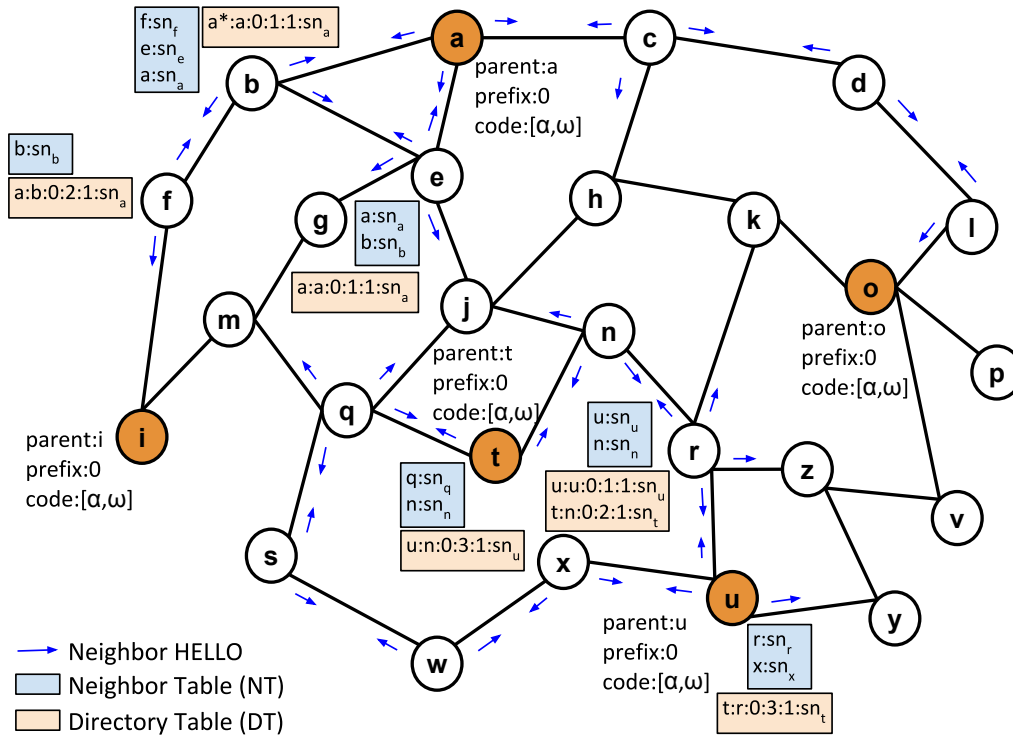 f:snf
e:sne
a:sna
a*:a:0:1:1:sna
a
c
parent:a
prefix:0
code:[α,ω]
b
d
b:snb
a:b:0:2:1:sna
f
e
g
a:sna
b:snb
a:a:0:1:1:sna
h
k
l
o
parent:o
prefix:0
code:[α,ω]
p
m
j
n
parent:t
prefix:0
code:[α,ω]
q
i
parent:i
prefix:0
code:[α,ω]
t
u:snu
n:snn
r
z
q:snq
n:snn
u:n:0:3:1:snu
u:u:0:1:1:snu
t:n:0:2:1:snt
v
s
x
u
y
w
parent:u
prefix:0
code:[α,ω]
r:snr
x:snx
t:r:0:3:1:snt
Neighbor HELLO
Neighbor Table (NT)
Directory Table (DT)